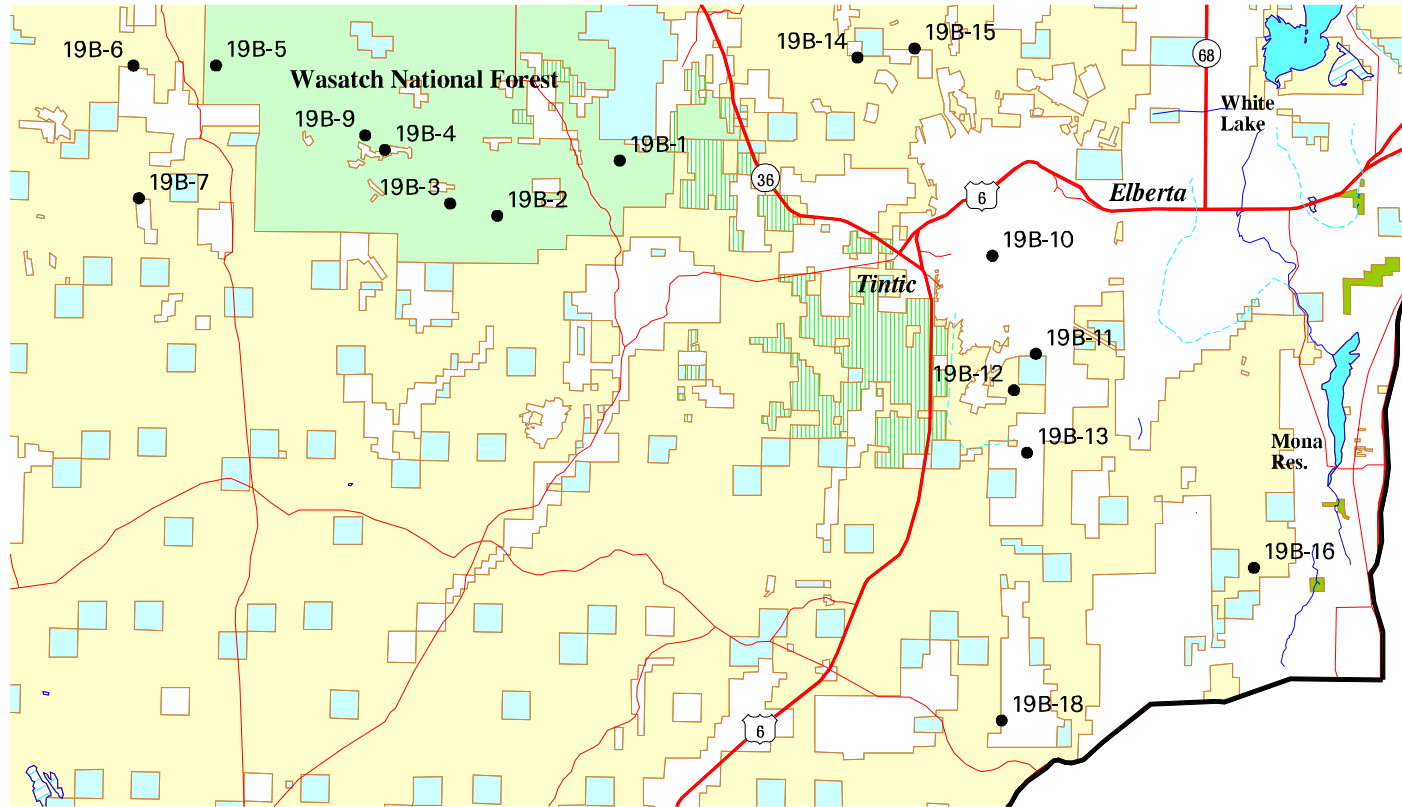 19B-15
19B-14
19B-6
19B-5
68
Wasatch National Forest
White
Lake
19B-9
19B-4
19B-1
36
19B-7
19B-3
19B-2
6
Elberta
19B-10
Tintic
19B-11
19B-12
19B-13
Mona
Res.
19B-16
19B-18
6